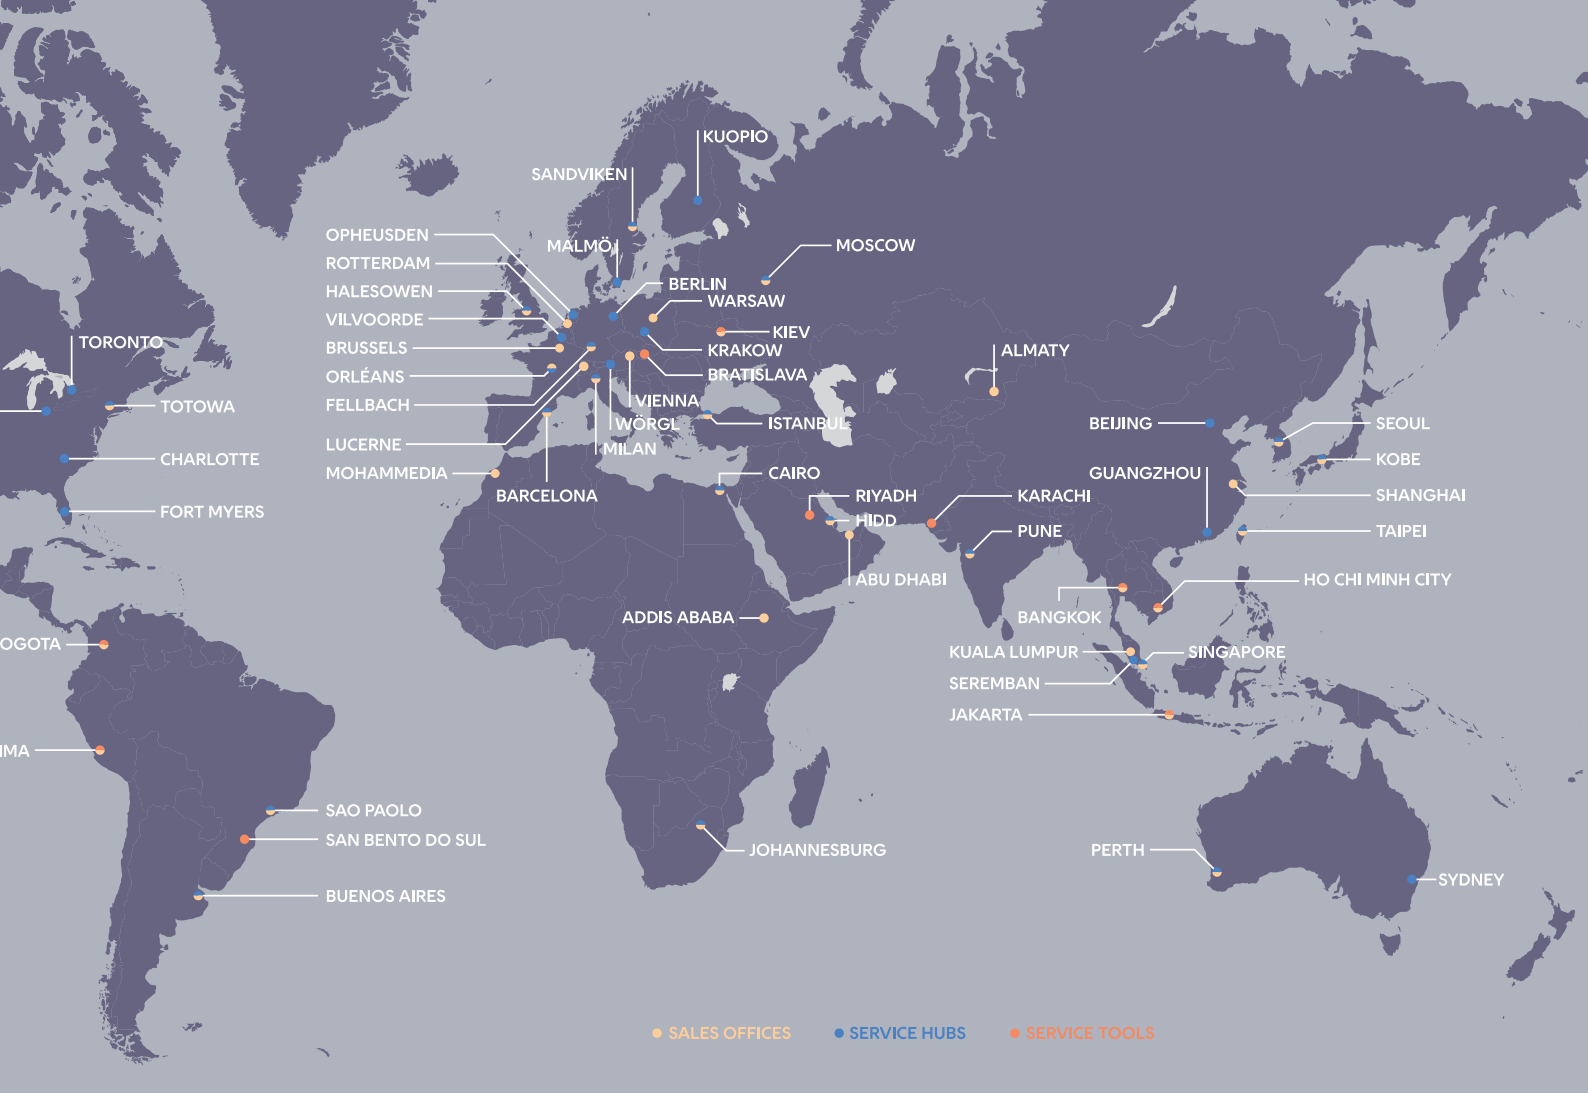 KUOPIO
SANDVIKEN
OPHEUSDEN
MALMÖ
MOSCOW
ROTTERDAM
BERLIN
HALESOWEN
WARSAW
VILVOORDE
KIEV
TORONTO
BRUSSELS
KRAKOW
ALMATY
ORLÉANS
BRATISLAVA
TOTOWA
FELLBACH
VIENNA
WÖRGL
ISTANBUL
BEIJING
SEOUL
LUCERNE
MILAN
CHARLOTTE
KOBE
MOHAMMEDIA
CAIRO
GUANGZHOU
BARCELONA
RIYADH
KARACHI
SHANGHAI
FORT MYERS
HIDD
PUNE
TAIPEI
ABU DHABI
HO CHI MINH CITY
ADDIS ABABA
BANGKOK
OGOTA
KUALA LUMPUR
SINGAPORE
SEREMBAN
JAKARTA
IMA
SAO PAOLO
SAN BENTO DO SUL
JOHANNESBURG
PERTH
SYDNEY
BUENOS AIRES
SALES OFFICES
SERVICE HUBS
SERVICE TOOLS